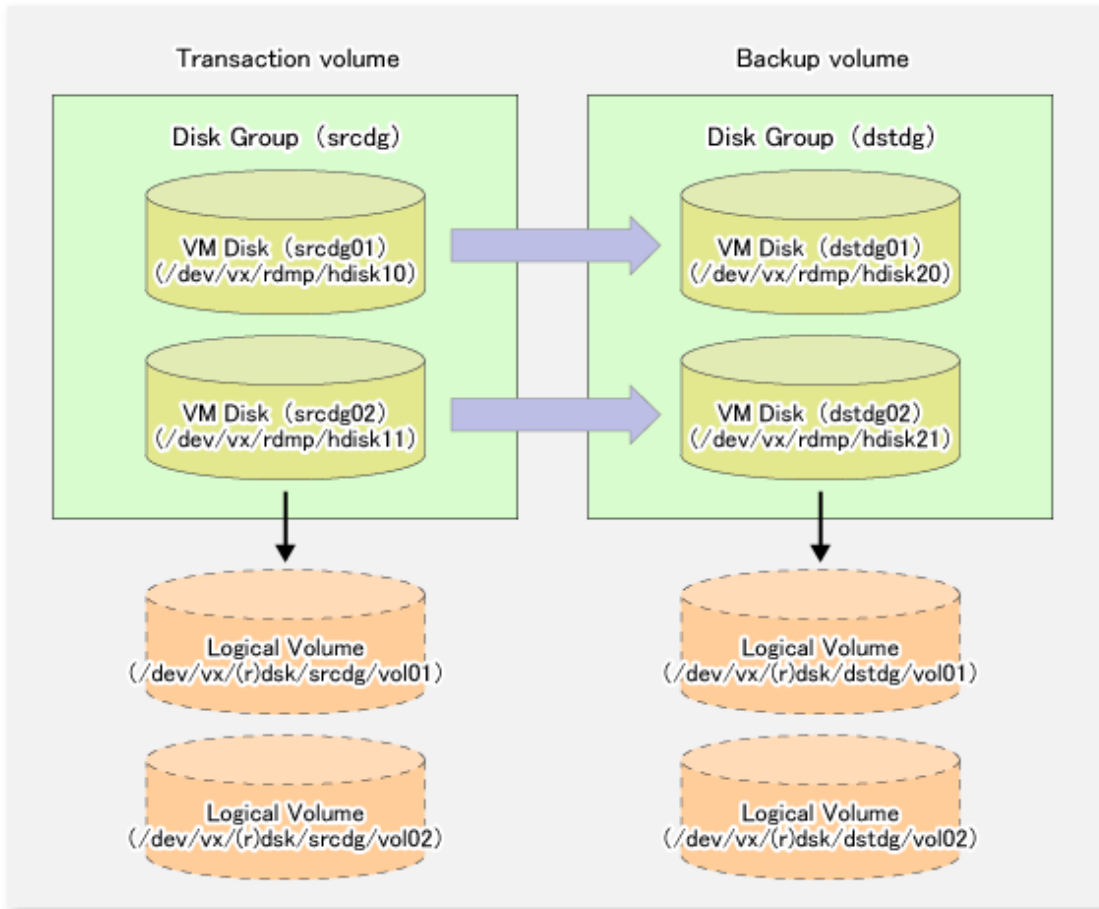 Transaction volume
Backup volume
Disk Group (srcdg)
VM Disk (srcdg01)
(/dev/vx/rdmp/hdisk10)
VM Disk (srcdg02)
(/dev/vx/rdmp/hdisk11)
Disk Group (dstdg)
VM Disk (dstdg01)
(/dev/vx/rdmp/hdisk20)
VM Disk (dstdg02)
(/dev/vx/rdmp/hdisk21)
Logical Volume
(/dev/vx/(r)dsk/srcdg/vol01)
Logical Volume
(/dev/vx/(r)dsk/srcdg/vol02)
Logical Volume
(/dev/vx/(r)dsk/dstdg/vol01)
Logical Volume
(/dev/vx/(r)dsk/dstdg/vol02)